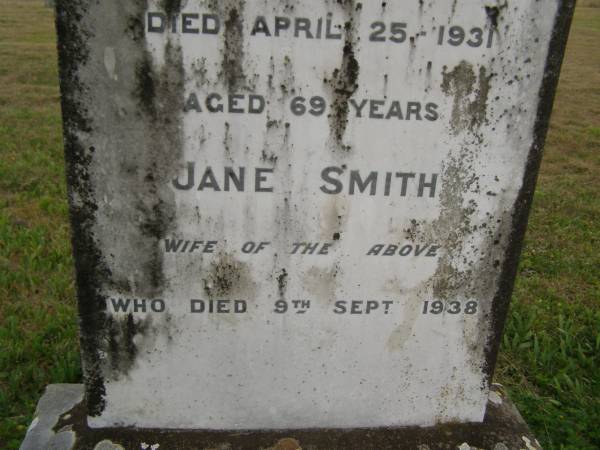 DIED APRIL 25, 1931
AGED 69 YEARS
JANE SMITH
WIFE OF THE ABOVE
WHO DIED 9TH SEPT 1938